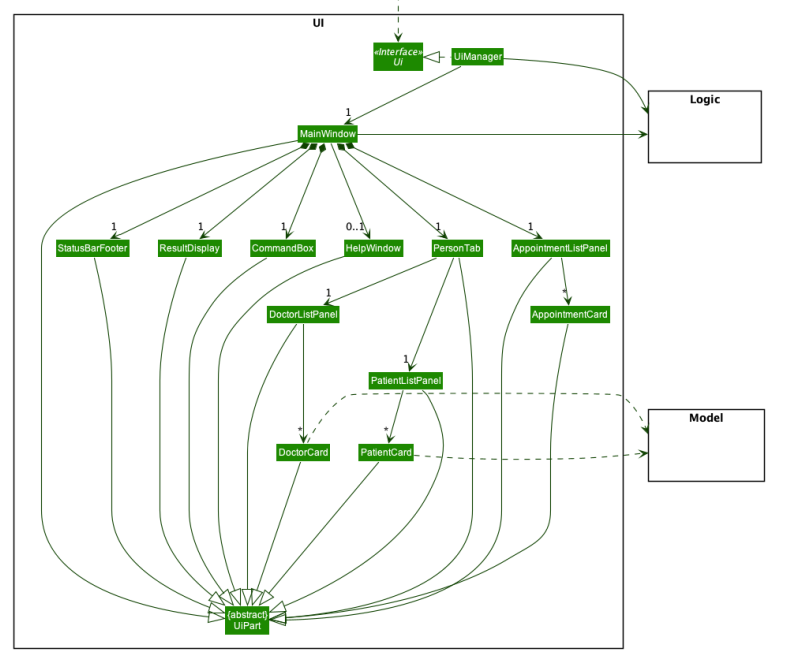 UI
«Interface»
Ui
UiManager
Logic
1
MainWindow
1
1
1
0..1
1
1
StatusBarFooter
ResultDisplay
CommandBox
HelpWindow
PersonTab
AppointmentListPanel
1
*
DoctorListPanel
AppointmentCard
1
PatientListPanel
Model
*
*
DoctorCard
PatientCard
{abstract}
UiPart